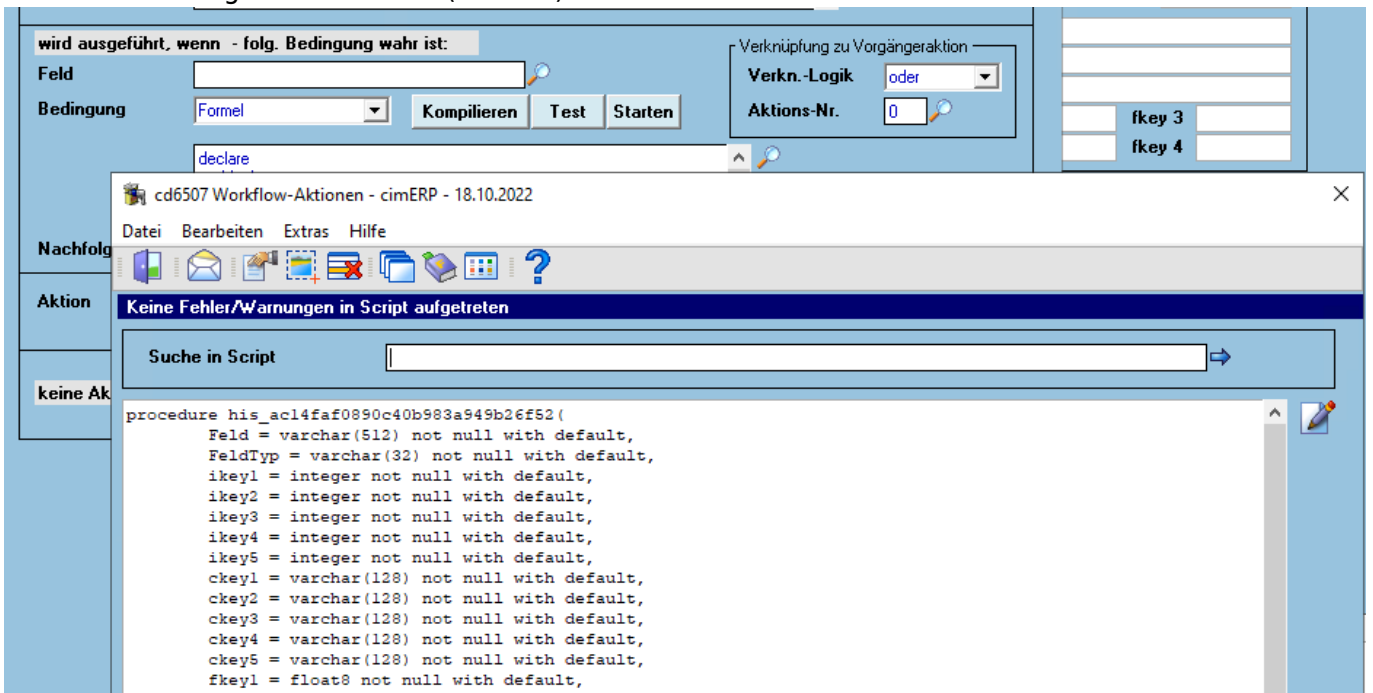 wird ausgeführt, wenn - folg. Bedingung wahr ist:
Verknüpfung zu Vorgängeraktion
Feld
Verkn.-Logik oder
Bedingung Formel Kompilieren Test Starten
Aktions-Nr. 0
fkey 3
fkey 4
declare
cd6507 Workflow-Aktionen - cimERP - 18.10.2022
Datei Bearbeiten Extras Hilfe
Nachfolg
Aktion
Keine Fehler/Warnungen in Script aufgetreten
Suche in Script
keine Ak
procedure his_ac14faf0890c40b983a949b26f52(
Feld = varchar(512) not null with default,
FeldTyp = varchar(32) not null with default,
ikey1 = integer not null with default,
ikey2 = integer not null with default,
ikey3 = integer not null with default,
ikey4 = integer not null with default,
ikey5 = integer not null with default,
ckey1 = varchar(128) not null with default,
ckey2 = varchar(128) not null with default,
ckey3 = varchar(128) not null with default,
ckey4 = varchar(128) not null with default,
ckey5 = varchar(128) not null with default,
fkey1 = float8 not null with default,